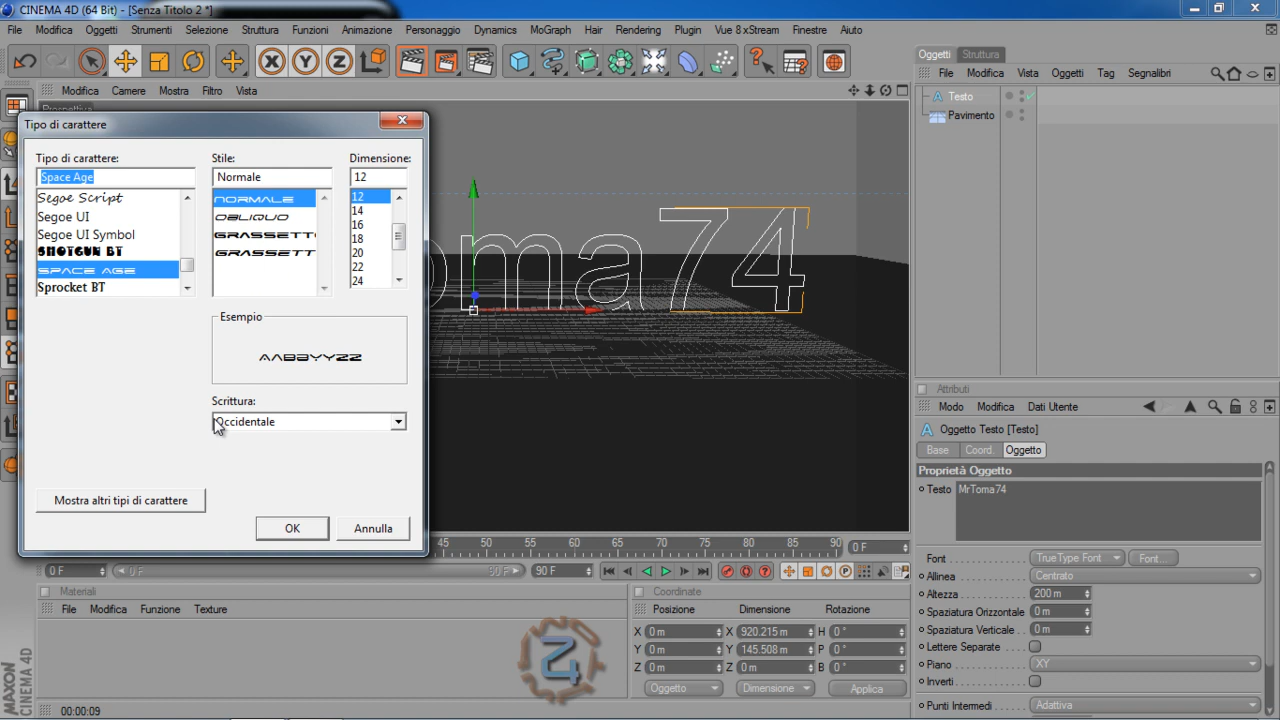 CINEMA 4D (64 Bit) - [Senza Titolo 2 *]
File Modifica Oggetti Strumenti Selezione Struttura Funzioni Animazione Personaggio Dynamics MoGraph Hair Rendering Plugin Vue 8 xStream Finestre Aiuto
Oggetti Struttura
File Modifica Vista Oggetti Tag Segnalibri
Modifica Camere Mostra Filtro Vista
Testo
Pavimento
Prospettiva
Tipo di carattere
Tipo di carattere: Stile: Dimensione:
Space Age Normale 12
Segoe Script
Segoe UI
Segoe UI Symbol
SHOTGUN BT
SPACE AGE
Sprocket BT
NORMALE
OBLIQUO
GRASSETT
GRASSETT
12
14
16
18
20
22
24
Esempio
AABBYYZZ
Scrittura:
Occidentale
Mostra altri tipi di carattere
OK Annulla
oma74
Attributi
Modo Modifica Dati Utente
Oggetto Testo [Testo]
Base Coord. Oggetto
Proprietà Oggetto
Testo MrToma74
Font TrueType Font Font...
Allinea Centrato
Altezza 200 m
Spaziatura Orizzontale 0 m
Spaziatura Verticale 0 m
Lettere Separate
Piano XY
Inverti
Punti Intermedi Adattiva
45 50 55 60 65 70 75 80 85 90 0 F
0 F 0 F 90 F 90 F
Materiali
File Modifica Funzione Texture
Coordinate
Posizione Dimensione Rotazione
X 0 m X 920.215 m H 0 °
Y 0 m Y 145.508 m P 0 °
Z 0 m Z 0 m B 0 °
Oggetto Dimensione Applica
Z4
MAXON
CINEMA 4D
00:00:09